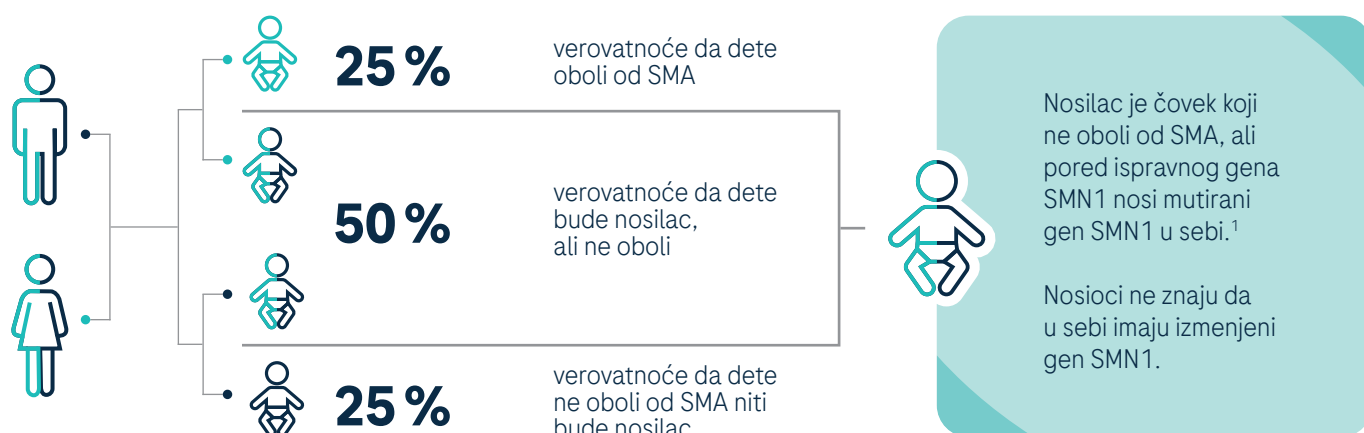 25 %
verovatnoće da dete
oboli od SMA
50 %
verovatnoće da dete
bude nosilac,
ali ne oboli
25 %
verovatnoće da dete
ne oboli od SMA niti
bude nosilac
Nosilac je čovek koji
ne oboli od SMA, ali
pored ispravnog gena
SMN1 nosi mutirani
gen SMN1 u sebi.¹
Nosioci ne znaju da
u sebi imaju izmenjeni
gen SMN1.